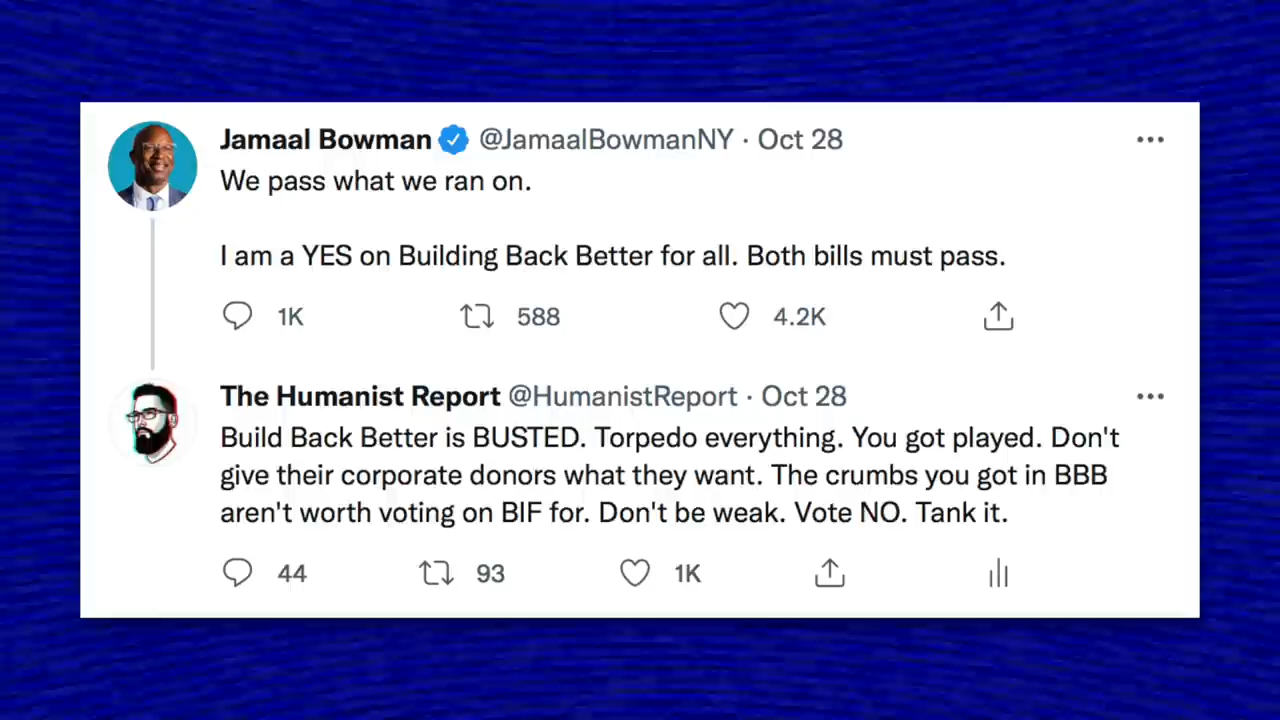 Jamaal Bowman @JamaalBowmanNY · Oct 28
We pass what we ran on.
I am a YES on Building Back Better for all. Both bills must pass.
1K 588 4.2K
The Humanist Report @HumanistReport · Oct 28
Build Back Better is BUSTED. Torpedo everything. You got played. Don't
give their corporate donors what they want. The crumbs you got in BBB
aren't worth voting on BIF for. Don't be weak. Vote NO. Tank it.
44 93 1K